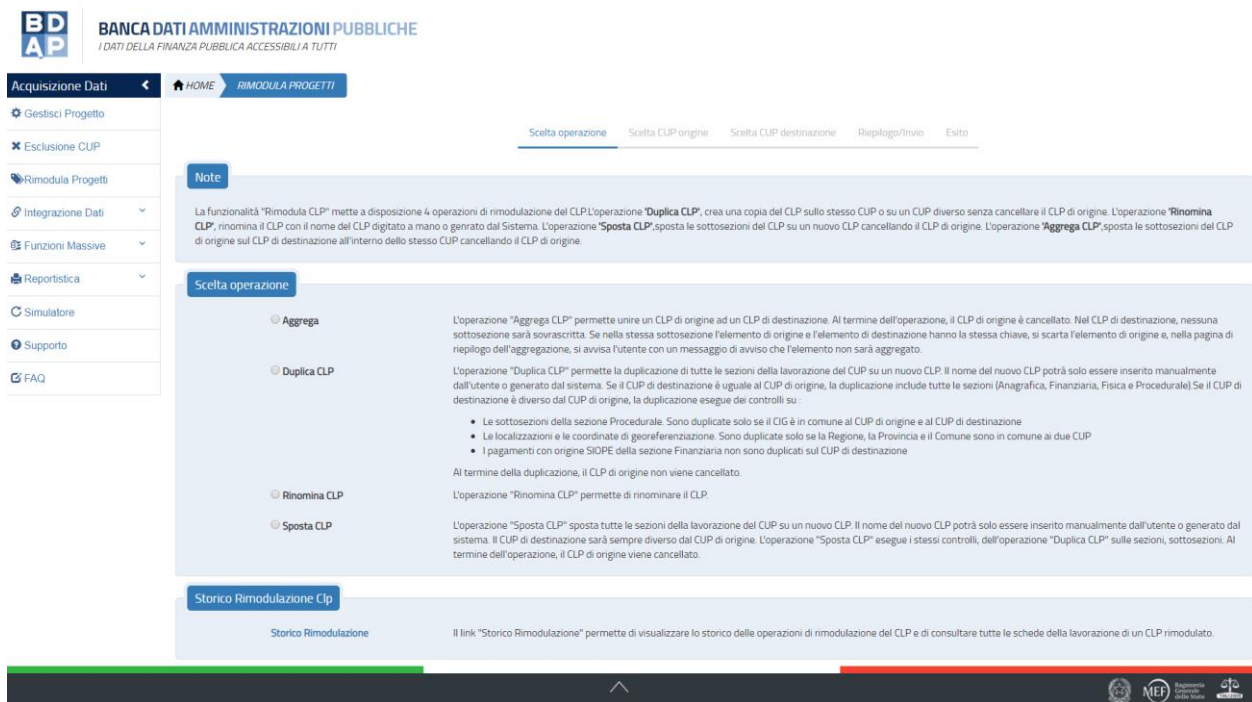 BD
AP
BANCA DATI AMMINISTRAZIONI PUBBLICHE
I DATI DELLA FINANZA PUBBLICA ACCESSIBILI A TUTTI
Acquisizione Dati
HOME
RIMODULA PROGETTI
Gestisci Progetto
Esclusione CUP
Rimodula Progetti
Integrazione Dati
Funzioni Massive
Reportistica
Simulatore
Supporto
FAQ
Scelta operazione
Scelta CUP origine
Scelta CUP destinazione
Riepilogo/Invio
Esito
Note
La funzionalità "Rimodula CLP" mette a disposizione 4 operazioni di rimodulazione del CLP.L'operazione "Duplica CLP", crea una copia del CLP sullo stesso CUP o su un CUP diverso senza cancellare il CLP di origine. L'operazione "Rinomina
CLP", rinomina il CLP con il nome del CLP digitato a mano o genrato dal Sistema. L'operazione "Sposta CLP",sposta le sottosezioni del CLP su un nuovo CLP cancellando il CLP di origine. L'operazione "Aggrega CLP",sposta le sottosezioni del CLP
di origine sul CLP di destinazione all'interno dello stesso CUP cancellando il CLP di origine.
Scelta operazione
Aggrega
L'operazione "Aggrega CLP" permette unire un CLP di origine ad un CLP di destinazione. Al termine dell'operazione, il CLP di origine è cancellato. Nel CLP di destinazione, nessuna
sottosezione sarà sovrascritta. Se nella stessa sottosezione l'elemento di origine e l'elemento di destinazione hanno la stessa chiave, si scarta l'elemento di origine e, nella pagina di
riepilogo dell'aggregazione, si avvisa l'utente con un messaggio di avviso che l'elemento non sarà aggregato.
Duplica CLP
L'operazione "Duplica CLP" permette la duplicazione di tutte le sezioni della lavorazione del CUP su un nuovo CLP. Il nome del nuovo CLP potrà solo essere inserito manualmente
dall'utente o generato dal sistema. Se il CUP di destinazione è uguale al CUP di origine, la duplicazione include tutte le sezioni (Anagrafica, Finanziaria, Fisica e Procedurale).Se il CUP di
destinazione è diverso dal CUP di origine, la duplicazione esegue dei controlli su :
• Le sottosezioni della sezione Procedurale. Sono duplicate solo se il CIG è in comune al CUP di origine e al CUP di destinazione
• Le localizzazioni e le coordinate di georeferenziazione. Sono duplicate solo se la Regione, la Provincia e il Comune sono in comune ai due CUP
• I pagamenti con origine SIOPE della sezione Finanziaria non sono duplicati sul CUP di destinazione
Al termine della duplicazione, il CLP di origine non viene cancellato.
Rinomina CLP
L'operazione "Rinomina CLP" permette di rinominare il CLP.
Sposta CLP
L'operazione "Sposta CLP" sposta tutte le sezioni della lavorazione del CUP su un nuovo CLP. Il nome del nuovo CLP potrà solo essere inserito manualmente dall'utente o generato dal
sistema. Il CUP di destinazione sarà sempre diverso dal CUP di origine. L'operazione "Sposta CLP" esegue i stessi controlli, dell'operazione "Duplica CLP" sulle sezioni, sottosezioni. Al
termine dell'operazione, il CLP di origine viene cancellato.
Storico Rimodulazione Clp
Storico Rimodulazione
Il link "Storico Rimodulazione" permette di visualizzare lo storico delle operazioni di rimodulazione del CLP e di consultare tutte le schede della lavorazione di un CLP rimodulato.
MEF
Ragioneria
Generale
dello Stato